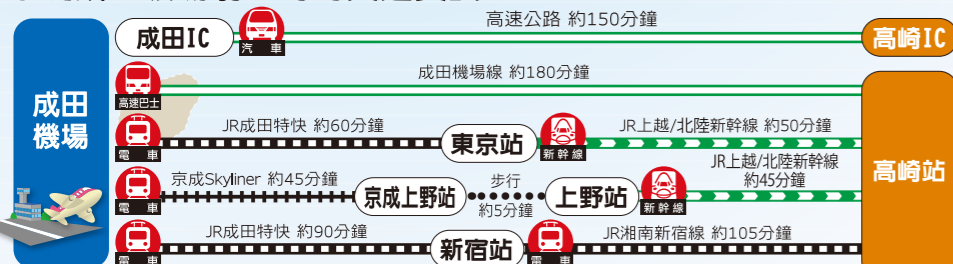 成田
機場
成田IC
汽車
高速公路 約150分鐘
高崎IC
高速巴士
成田機場線 約180分鐘
電車
JR成田特快 約60分鐘
東京站
新幹線
JR上越/北陸新幹線 約50分鐘
高崎站
電車
京成Skyliner 約45分鐘
京成上野站
步行
約5分鐘
上野站
新幹線
JR上越/北陸新幹線
約45分鐘
電車
JR成田特快 約90分鐘
新宿站
電車
JR湘南新宿線 約105分鐘